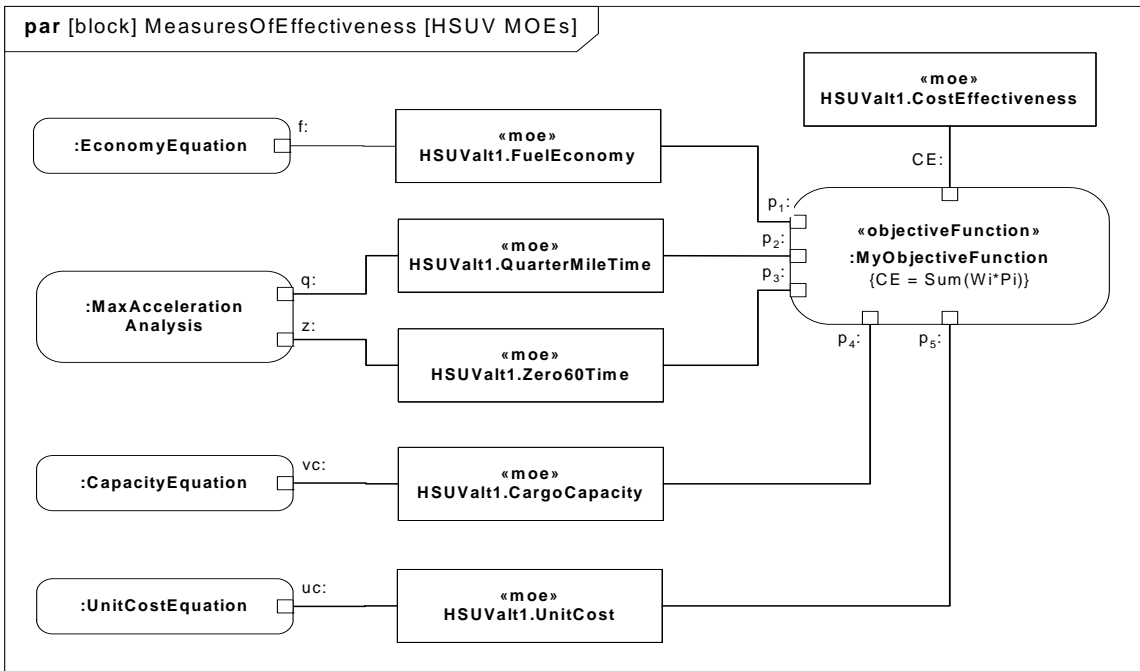 par [block] MeasuresOfEffectiveness [HSUV MOEs]
«moe»
HSUValt1.CostEffectiveness
CE:
:EconomyEquation
f:
«moe»
HSUValt1.FuelEconomy
p1:
p2:
p3:
«objectiveFunction»
:MyObjectiveFunction
{CE = Sum(Wi*Pi)}
p4:
p5:
:MaxAcceleration
Analysis
q:
z:
«moe»
HSUValt1.QuarterMileTime
«moe»
HSUValt1.Zero60Time
:CapacityEquation
vc:
«moe»
HSUValt1.CargoCapacity
:UnitCostEquation
uc:
«moe»
HSUValt1.UnitCost